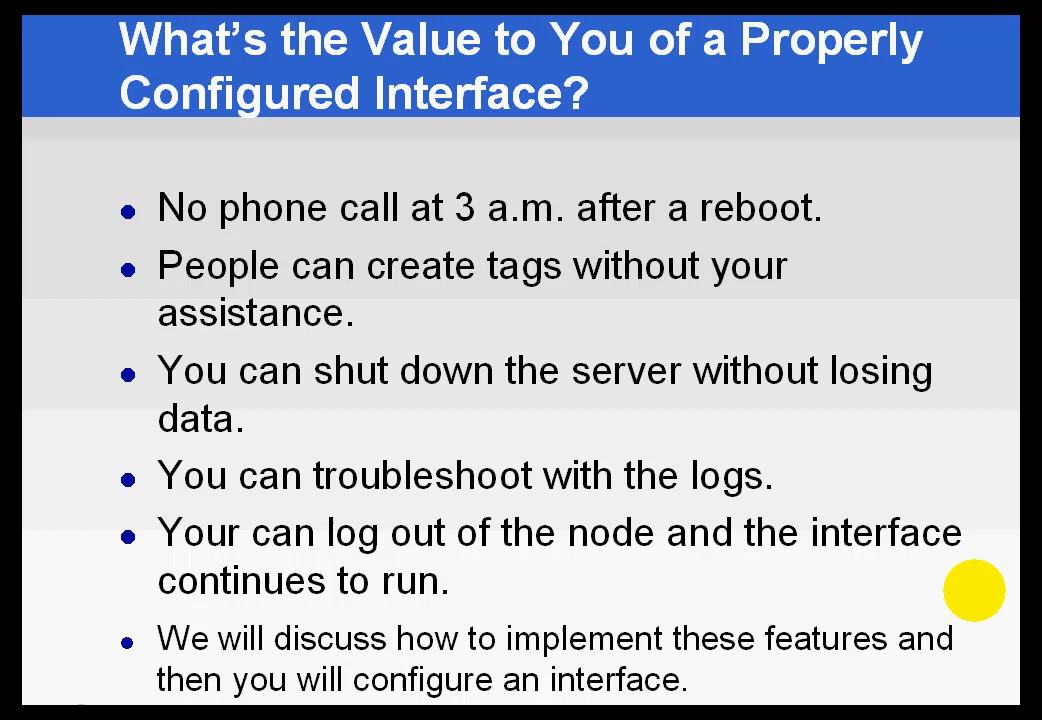 What’s the Value to You of a Properly
Configured Interface?
No phone call at 3 a.m. after a reboot.
People can create tags without your
assistance.
You can shut down the server without losing
data.
You can troubleshoot with the logs.
Your can log out of the node and the interface
continues to run.
We will discuss how to implement these features and
then you will configure an interface.